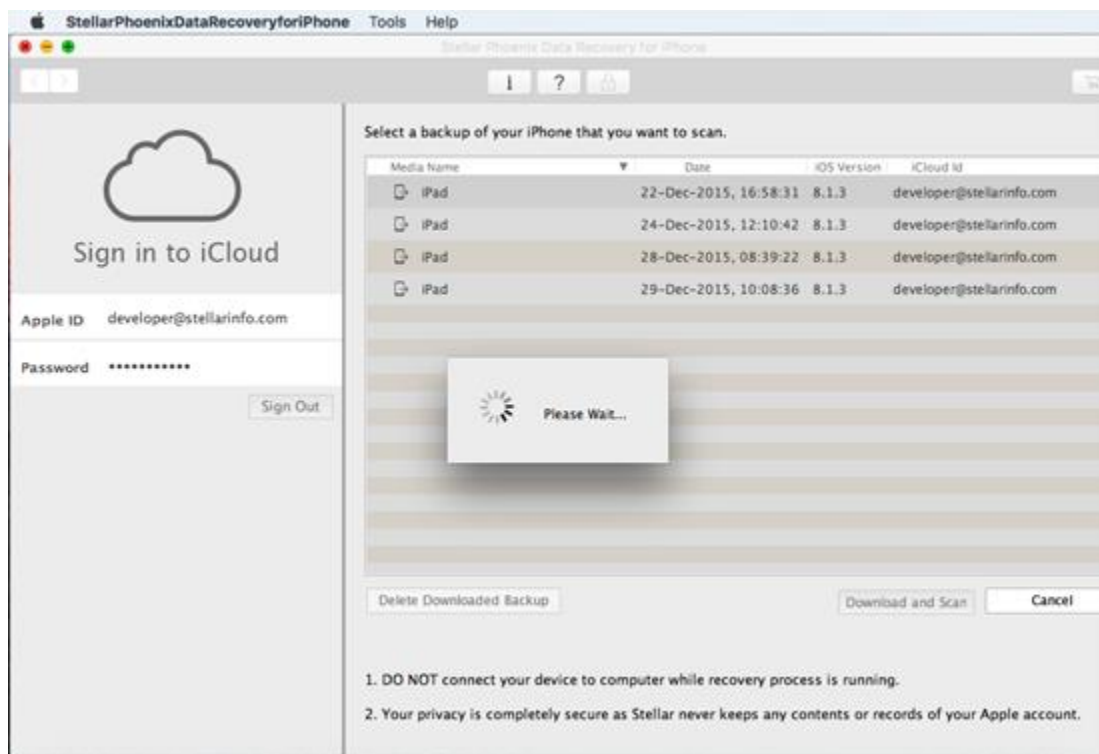 StellarPhoenixDataRecoveryforiPhone Tools Help
Stellar Phoenix Data Recovery for iPhone
Select a backup of your iPhone that you want to scan.
Media Name Date iOS Version iCloud Id
iPad 22-Dec-2015, 16:58:31 8.1.3 developer@stellarinfo.com
iPad 24-Dec-2015, 12:10:42 8.1.3 developer@stellarinfo.com
iPad 28-Dec-2015, 08:39:22 8.1.3 developer@stellarinfo.com
iPad 29-Dec-2015, 10:08:36 8.1.3 developer@stellarinfo.com
Sign in to iCloud
Apple ID developer@stellarinfo.com
Password •••••••••••
Sign Out
Please Wait...
Delete Downloaded Backup Download and Scan Cancel
1. DO NOT connect your device to computer while recovery process is running.
2. Your privacy is completely secure as Stellar never keeps any contents or records of your Apple account.